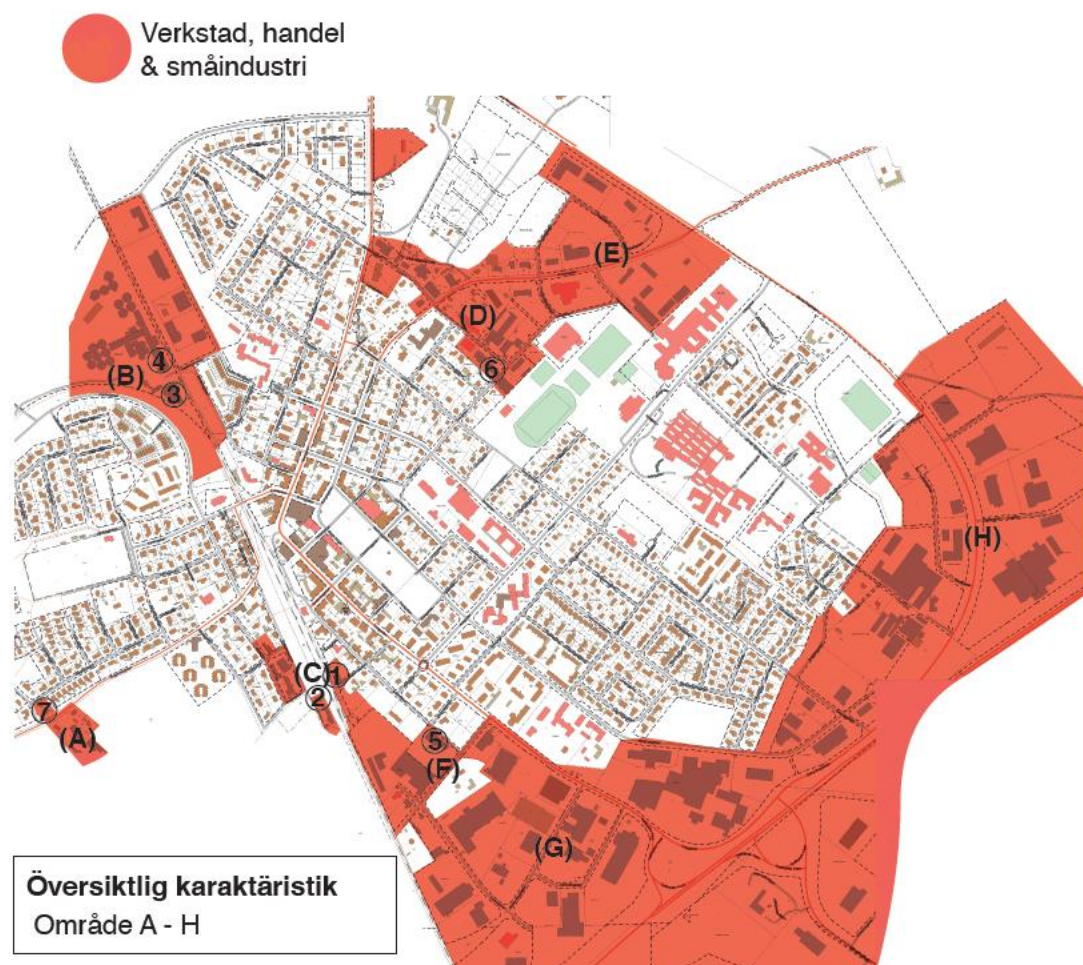 Verkstad, handel
& småindustri
(E)
(D)
6
4
(B)
3
(H)
(C)
1
2
7
(A)
5
(F)
(G)
Översiktlig karaktäristik
Område A - H